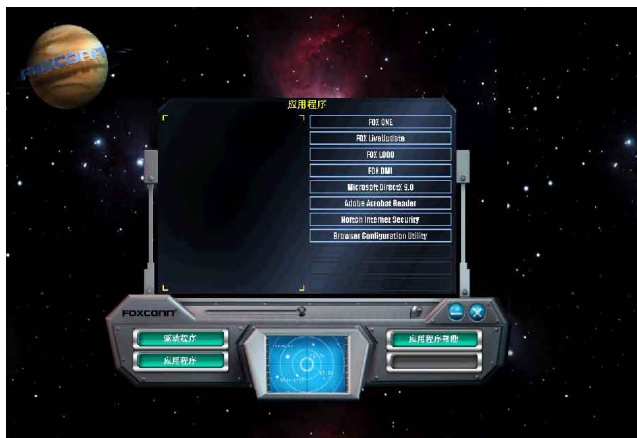 FOXCONN
应用程序
FOX ONE
FOX LiveUpdate
FOX LOGO
FOX DMI
Microsoft DirectX 9.0
Adobe Acrobat Reader
Norton Internet Security
Browser Configuration Utility
FOXCONN
驱动程序
应用程序帮助
应用程序